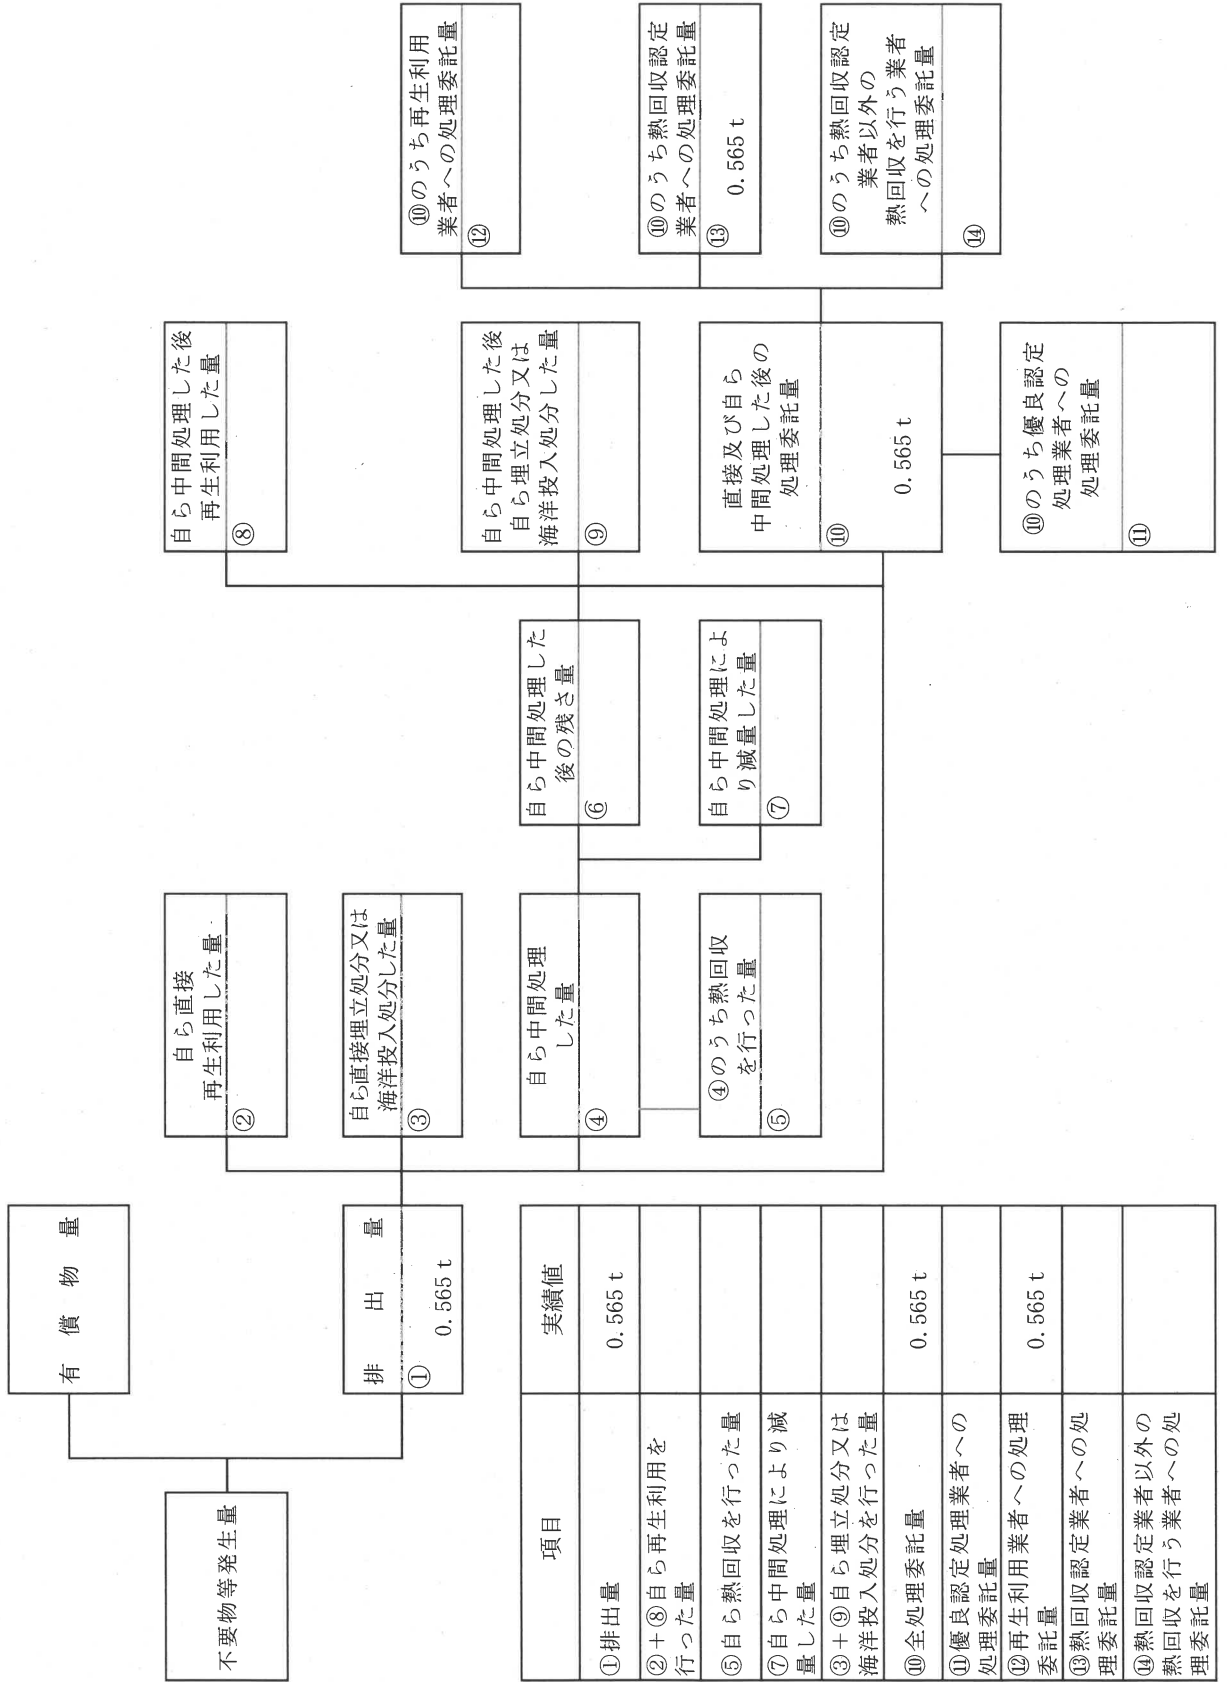 不要物等発生量
有償物量
排出量
①
0.565t
自ら直接
再生利用した量
②
自ら直接埋立処分又は
海洋投入処分した量
③
自ら中間処理
した量
④
④のうち熱回収
を行った量
⑤
自ら中間処理した
後の残さ量
⑥
自ら中間処理によ
り減量した量
⑦
自ら中間処理した後
再生利用した量
⑧
自ら中間処理した後
自ら埋立処分又は
海洋投入処分した量
⑨
直接及び自ら
中間処理した後の
処理委託量
⑩
0.565t
⑩のうち優良認定
処理業者への
処理委託量
⑪
⑩のうち再生利用
業者への処理委託量
⑫
⑩のうち熱回収認定
業者への処理委託量
⑬
0.565t
⑩のうち熱回収認定
業者以外の
熱回収を行う業者
への処理委託量
⑭
項目 実績値
①排出量 0.565t
②+⑧自ら再生利用を
行った量
⑤自ら熱回収を行った量
⑦自ら中間処理により減
量した量
③+⑨自ら埋立処分又は
海洋投入処分を行った量
⑩全処理委託量 0.565t
⑪優良認定処理業者への
処理委託量
⑫再生利用業者への処理
委託量 0.565t
⑬熱回収認定業者への処
理委託量
⑭熱回収認定業者以外の
熱回収を行う業者への処
理委託量